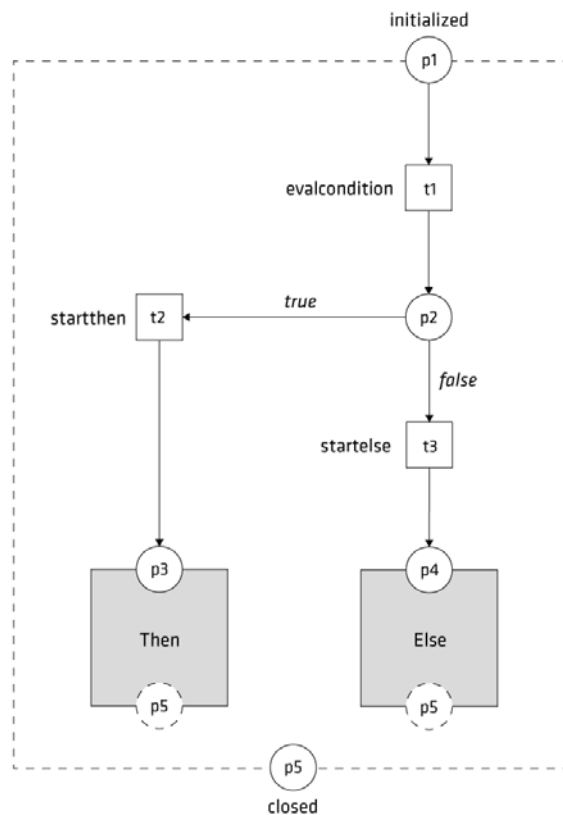 initialized
p1
evalcondition t1
true
startthen t2
p2
false
startelse t3
p3
p4
Then
Else
p5
p5
p5
closed